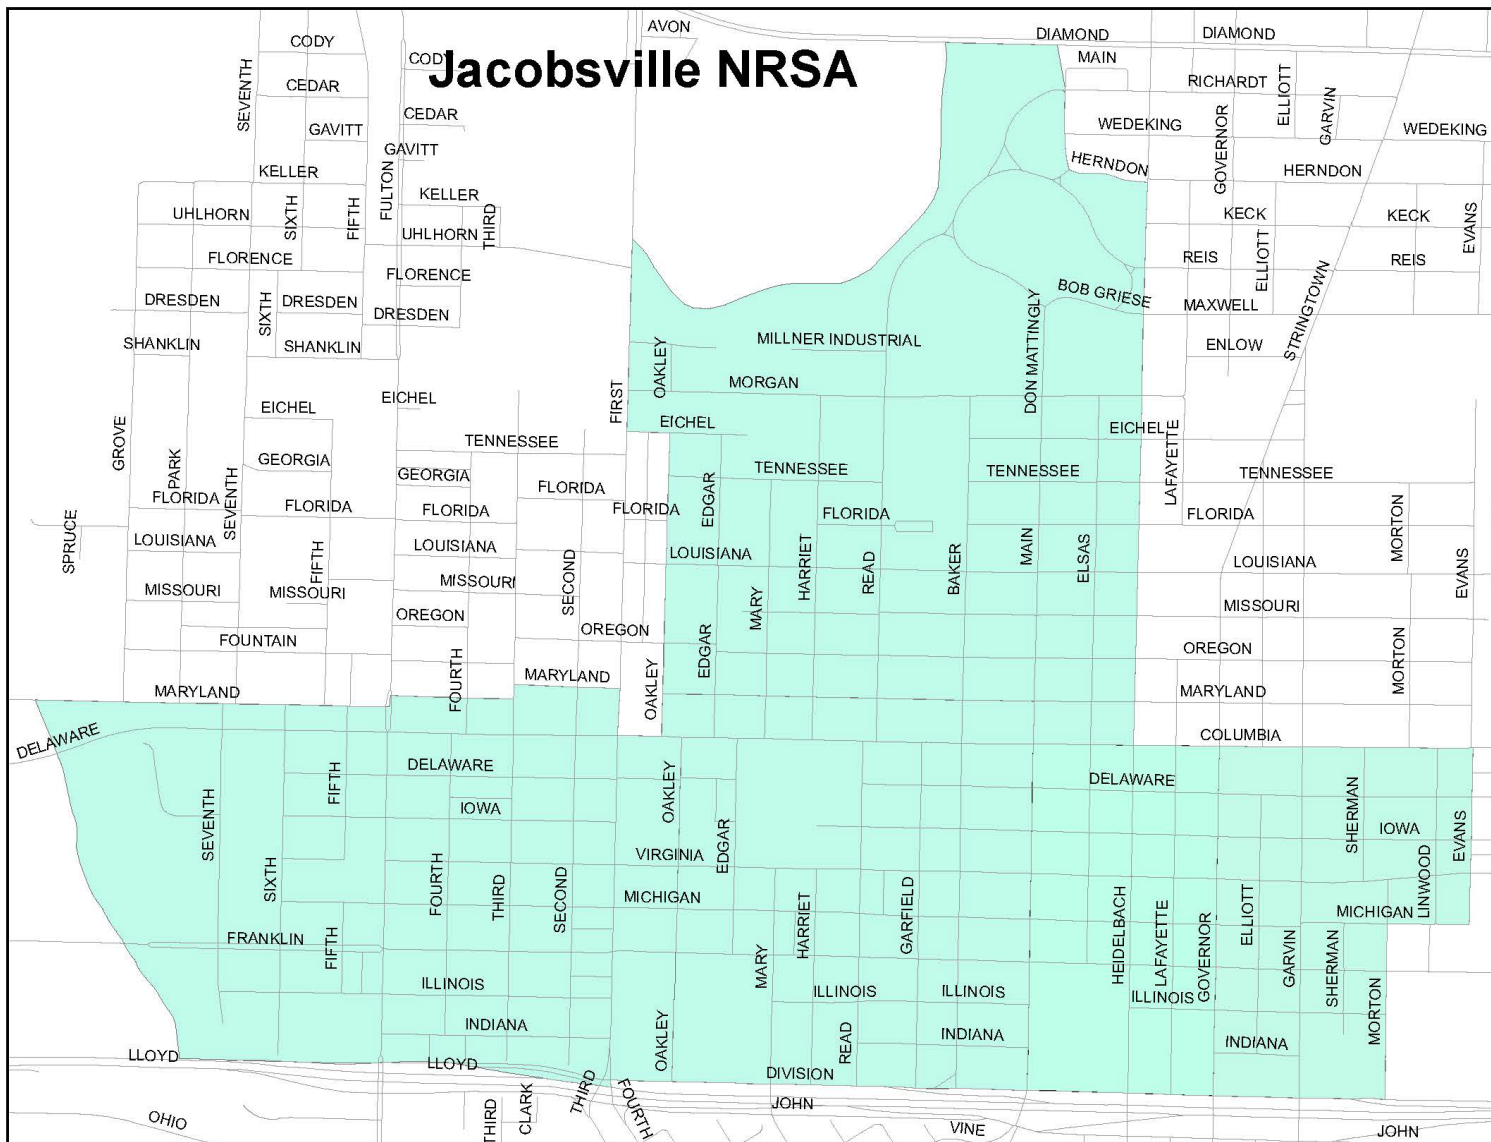 AVON
DIAMOND
DIAMOND
CODY
CODY
Jacobsville NRSA
MAIN
SEVENTH
CEDAR
RICHARDT
ELLIOTT
GARVIN
CEDAR
GAVITT
WEDEKING
WEDEKING
GAVITT
GOVERNOR
HERNDON
HERNDON
KELLER
FULTON
KELLER
UHLHORN
SIXTH
FIFTH
THIRD
KECK
KECK
EVANS
UHLHORN
FLORENCE
REIS
ELLIOTT
REIS
FLORENCE
BOB GRIESE
DRESDEN
SIXTH
DRESDEN
DRESDEN
MAXWELL
STRINGTOWN
SHANKLIN
SHANKLIN
MILLNER INDUSTRIAL
DON MATTINGLY
ENLOW
OAKLEY
MORGAN
FIRST
EICHEL
EICHEL
EICHEL
EICHEL
GROVE
TENNESSEE
LAFAYETTE
PARK
GEORGIA
GEORGIA
TENNESSEE
TENNESSEE
TENNESSEE
FLORIDA
SEVENTH
FLORIDA
FLORIDA
FLORIDA
FLORIDA
EDGAR
FLORIDA
FLORIDA
MORTON
SPRUCE
LOUISIANA
FIFTH
LOUISIANA
SECOND
LOUISIANA
HARRIET
READ
BAKER
MAIN
ELSAS
LOUISIANA
EVANS
MISSOURI
MISSOURI
MISSOURI
MARY
MISSOURI
OREGON
OREGON
EDGAR
OREGON
MORTON
FOUNTAIN
FOURTH
MARYLAND
OAKLEY
MARYLAND
MARYLAND
DELAWARE
COLUMBIA
DELAWARE
DELAWARE
FIFTH
OAKLEY
SHERMAN
SEVENTH
IOWA
EDGAR
IOWA
EVANS
VIRGINIA
SIXTH
FOURTH
THIRD
SECOND
MICHIGAN
GARFIELD
HEIDELBACH
LAFAYETTE
GOVERNOR
ELLIOTT
MICHIGAN
LINWOOD
FRANKLIN
FIFTH
MARY
HARRIET
GARVIN
SHERMAN
MORTON
ILLINOIS
ILLINOIS
ILLINOIS
ILLINOIS
INDIANA
OAKLEY
READ
INDIANA
INDIANA
LLOYD
LLOYD
DIVISION
THIRD
CLARK
THIRD
FOURTH
JOHN
OHIO
VINE
JOHN